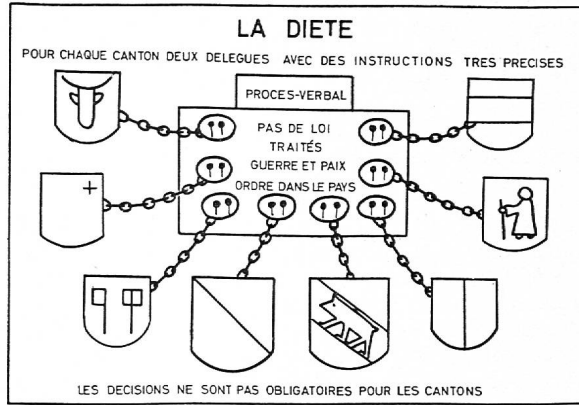 LA DIETE
POUR CHAQUE CANTON DEUX DELEGUES AVEC DES INSTRUCTIONS TRES PRECISES
PROCES-VERBAL
PAS DE LOI
TRAITÉS
GUERRE ET PAIX
ORDRE DANS LE PAYS
LES DECISIONS NE SONT PAS OBLIGATOIRES POUR LES CANTONS